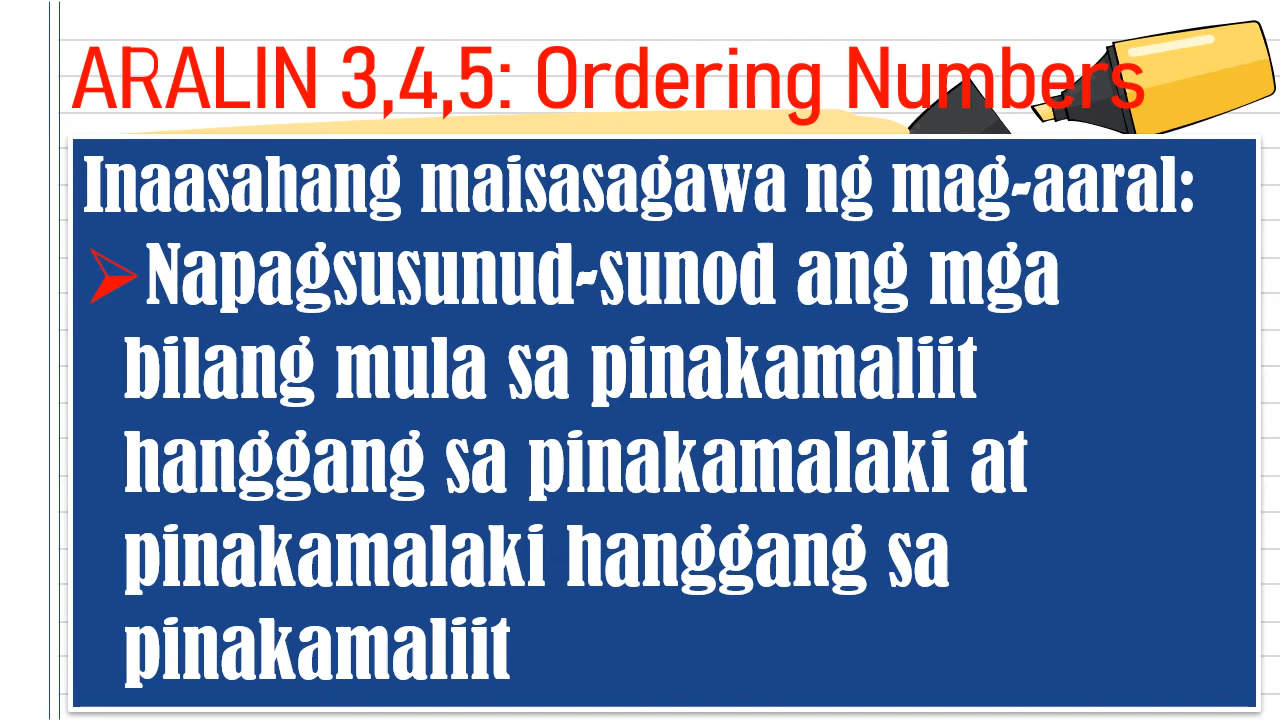 ARALIN 3,4,5: Ordering Numbers
Inaasahang maisasagawa ng mag-aaral:
Napagsusunud-sunod ang mga
bilang mula sa pinakamaliit
hanggang sa pinakamalaki at
pinakamalaki hanggang sa
pinakamaliit